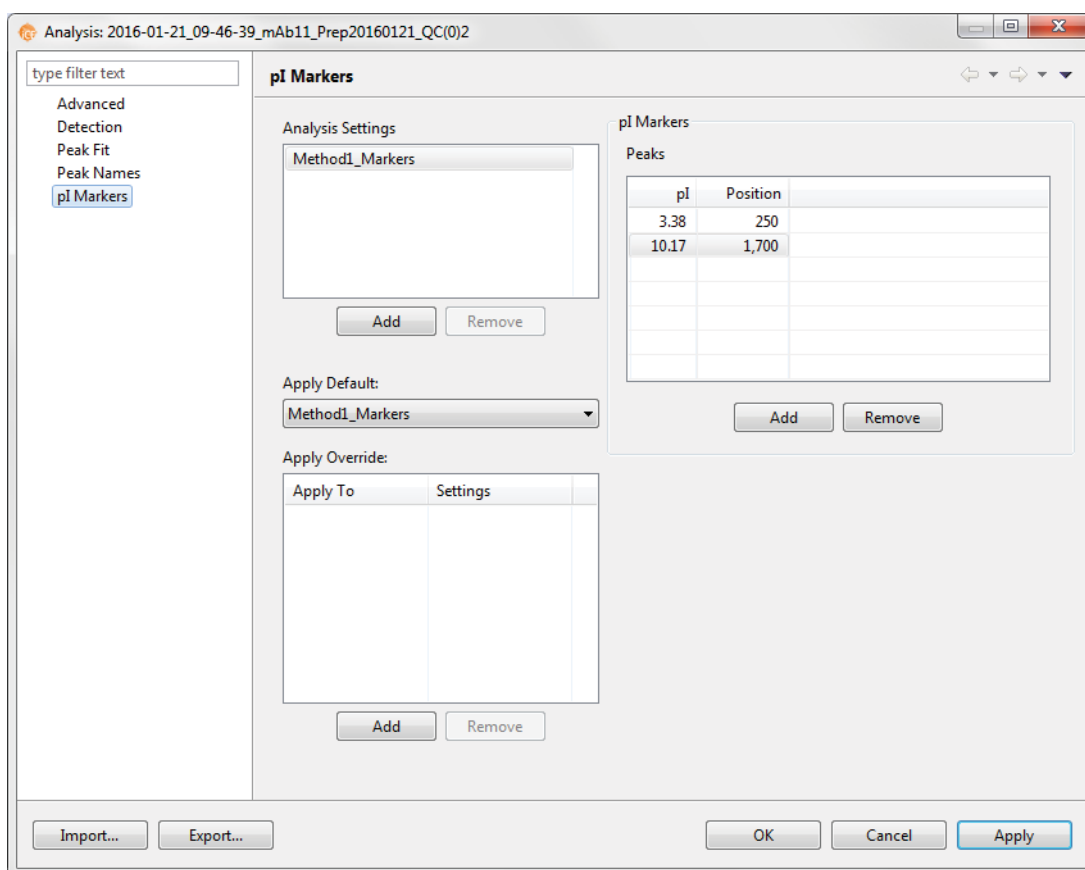 Analysis: 2016-01-21_09-46-39_mAb11_Prep20160121_QC(0)2
type filter text
Advanced
Detection
Peak Fit
Peak Names
pI Markers
pI Markers
Analysis Settings
Method1_Markers
Add Remove
Apply Default:
Method1_Markers
Apply Override:
Apply To Settings
Add Remove
pI Markers
Peaks
pI Position
3.38 250
10.17 1,700
Add Remove
Import... Export... OK Cancel Apply